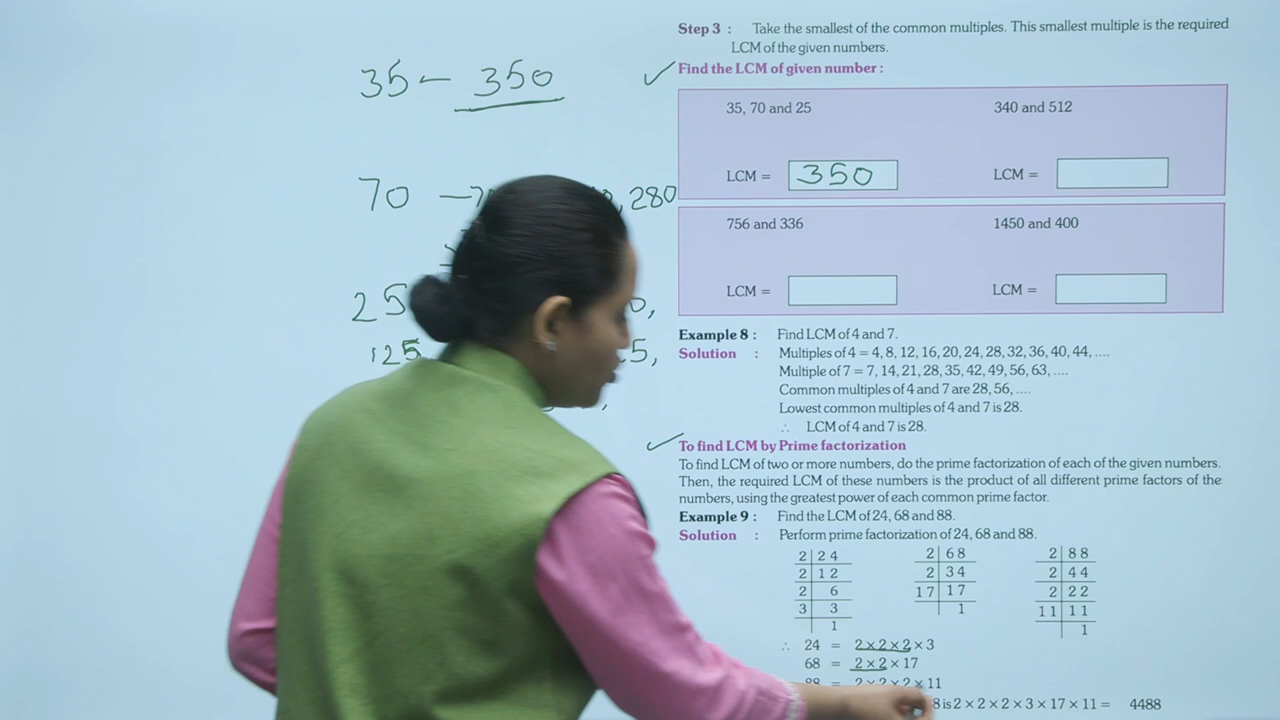 35 – 350
70 – 280
25
125
Step 3 : Take the smallest of the common multiples. This smallest multiple is the required
LCM of the given numbers.
✓ Find the LCM of given number :
35, 70 and 25
340 and 512
LCM = 350
LCM =
756 and 336
1450 and 400
LCM =
LCM =
Example 8 : Find LCM of 4 and 7.
Solution : Multiples of 4 = 4, 8, 12, 16, 20, 24, 28, 32, 36, 40, 44, ....
Multiple of 7 = 7, 14, 21, 28, 35, 42, 49, 56, 63, ....
Common multiples of 4 and 7 are 28, 56, ....
Lowest common multiples of 4 and 7 is 28.
∴ LCM of 4 and 7 is 28.
✓ To find LCM by Prime factorization
To find LCM of two or more numbers, do the prime factorization of each of the given numbers.
Then, the required LCM of these numbers is the product of all different prime factors of the
numbers, using the greatest power of each common prime factor.
Example 9 : Find the LCM of 24, 68 and 88.
Solution : Perform prime factorization of 24, 68 and 88.
2 | 24
2 | 12
2 | 6
3 | 3
| 1
2 | 68
2 | 34
17 | 17
| 1
2 | 88
2 | 44
2 | 22
11 | 11
| 1
∴ 24 = 2 × 2 × 2 × 3
68 = 2 × 2 × 17
88 = 2 × 2 × 2 × 11
8 is 2 × 2 × 2 × 3 × 17 × 11 = 4488